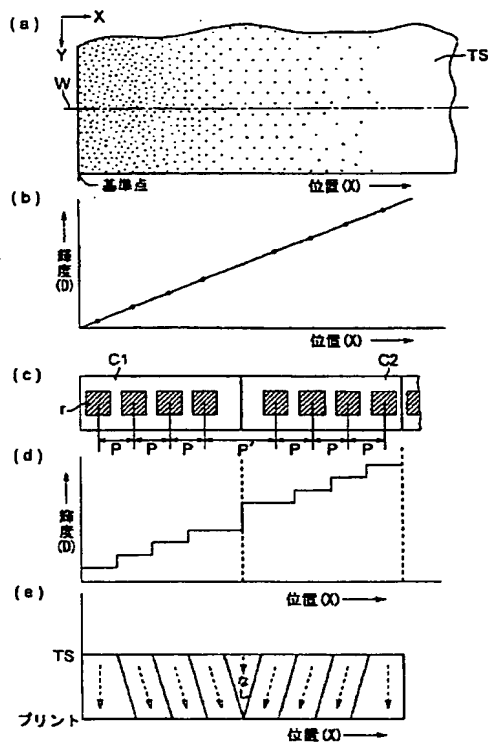 (a)
X
Y
W
TS
基準点
位置(X)
(b)
輝度(D)
位置(X)
(c)
C1
C2
r
P P P P' P P P
(d)
輝度(D)
位置(X)
(e)
TS
なし
プリント
位置(X)